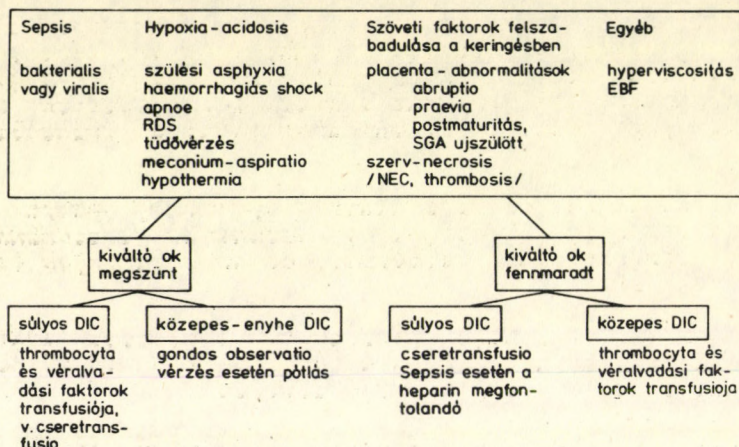 Sepsis
bakterialis
vagy viralis
Hypoxia-acidosis
szülési asphyxia
haemorrhagiás shock
apnoe
RDS
tüdővérzés
meconium-aspiratio
hypothermia
Szöveti faktorok felsza-
badulása a keringésben
placenta-abnormalitások
abruptio
praevia
postmaturitás,
SGA ujszülött
szerv-necrosis
/NEC, thrombosis/
Egyéb
hyperviscositás
EBF
kiváltó ok
megszűnt
kiváltó ok
fennmaradt
súlyos DIC
thrombocyta
és véralva-
dási faktorok
transfusiója,
v. cseretrans-
fusio
közepes-enyhe DIC
gondos observatio
vérzés esetén pótlás
súlyos DIC
cseretransfusio
Sepsis esetén a
heparin megfon-
tolandó
közepes DIC
thrombocyta és
véralvadási fak-
torok transfusioja